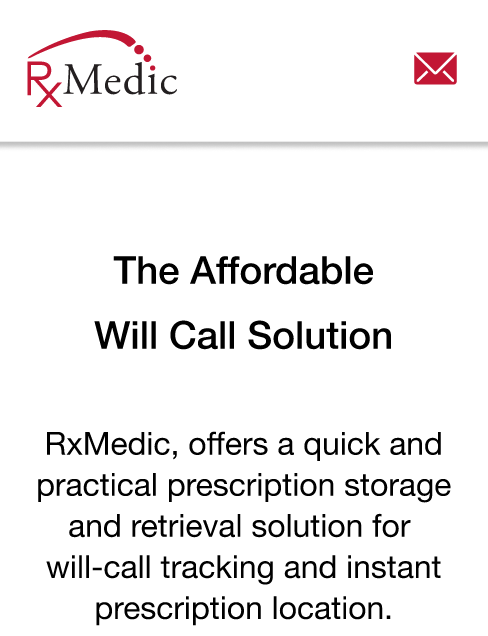 RxMedic
The Affordable
Will Call Solution
RxMedic, offers a quick and
practical prescription storage
and retrieval solution for
will-call tracking and instant
prescription location.